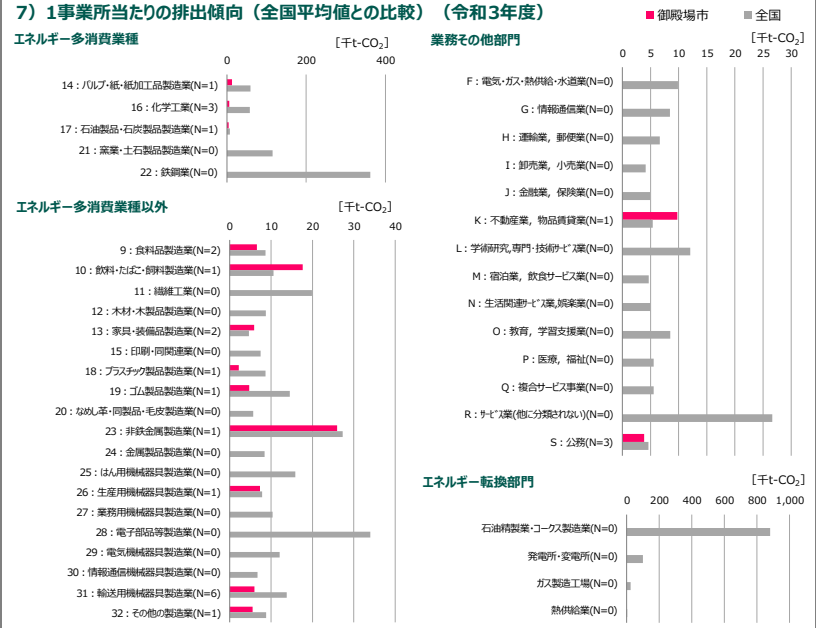 7）1事業所当たりの排出傾向（全国平均値との比較）（令和3年度）
御殿場市 全国
エネルギー多消費業種
[千t-CO₂]
0 200 400
14：パルプ・紙・紙加工品製造業(N=1)
16：化学工業(N=3)
17：石油製品・石炭製品製造業(N=1)
21：窯業・土石製品製造業(N=0)
22：鉄鋼業(N=0)
エネルギー多消費業種以外
[千t-CO₂]
0 10 20 30 40
9：食料品製造業(N=2)
10：飲料・たばこ・飼料製造業(N=1)
11：繊維工業(N=0)
12：木材・木製品製造業(N=0)
13：家具・装備品製造業(N=2)
15：印刷・同関連業(N=0)
18：プラスチック製品製造業(N=1)
19：ゴム製品製造業(N=1)
20：なめし革・同製品・毛皮製造業(N=0)
23：非鉄金属製造業(N=1)
24：金属製品製造業(N=0)
25：はん用機械器具製造業(N=0)
26：生産用機械器具製造業(N=1)
27：業務用機械器具製造業(N=0)
28：電子部品等製造業(N=0)
29：電気機械器具製造業(N=0)
30：情報通信機械器具製造業(N=0)
31：輸送用機械器具製造業(N=6)
32：その他の製造業(N=1)
業務その他部門
[千t-CO₂]
0 5 10 15 20 25 30
F：電気・ガス・熱供給・水道業(N=0)
G：情報通信業(N=0)
H：運輸業，郵便業(N=0)
I：卸売業，小売業(N=0)
J：金融業，保険業(N=0)
K：不動産業，物品賃貸業(N=1)
L：学術研究,専門・技術サービス業(N=0)
M：宿泊業，飲食サービス業(N=0)
N：生活関連サービス業,娯楽業(N=0)
O：教育，学習支援業(N=0)
P：医療，福祉(N=0)
Q：複合サービス事業(N=0)
R：サービス業(他に分類されない)(N=0)
S：公務(N=3)
エネルギー転換部門
[千t-CO₂]
0 200 400 600 800 1,000
石油精製業・コークス製造業(N=0)
発電所・変電所(N=0)
ガス製造工場(N=0)
熱供給業(N=0)